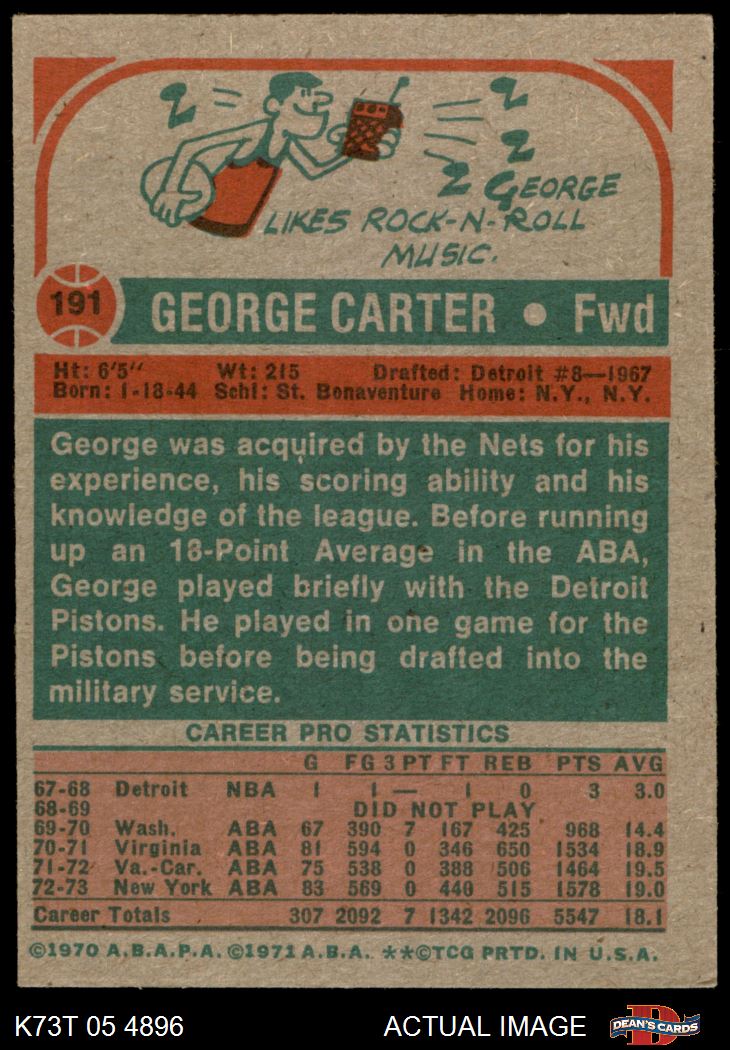 GEORGE
LIKES ROCK-N-ROLL
MUSIC.
191 GEORGE CARTER • Fwd
Ht: 6'5" Wt: 215 Drafted: Detroit #8—1967
Born: 1-18-44 Schl: St. Bonaventure Home: N.Y., N.Y.
George was acquired by the Nets for his
experience, his scoring ability and his
knowledge of the league. Before running
up an 18-Point Average in the ABA,
George played briefly with the Detroit
Pistons. He played in one game for the
Pistons before being drafted into the
military service.
CAREER PRO STATISTICS
G FG 3PT FT REB PTS AVG
67-68 Detroit NBA 1 1 — 1 0 3 3.0
68-69 DID NOT PLAY
69-70 Wash. ABA 67 390 7 167 425 968 14.4
70-71 Virginia ABA 81 594 0 346 650 1534 18.9
71-72 Va.-Car. ABA 75 538 0 388 506 1464 19.5
72-73 New York ABA 83 569 0 440 515 1578 19.0
Career Totals 307 2092 7 1342 2096 5547 18.1
©1970 A.B.A.P.A. ©1971 A.B.A. **©TCG PRTD. IN U.S.A.
K73T 05 4896 ACTUAL IMAGE D DEAN'S CARDS